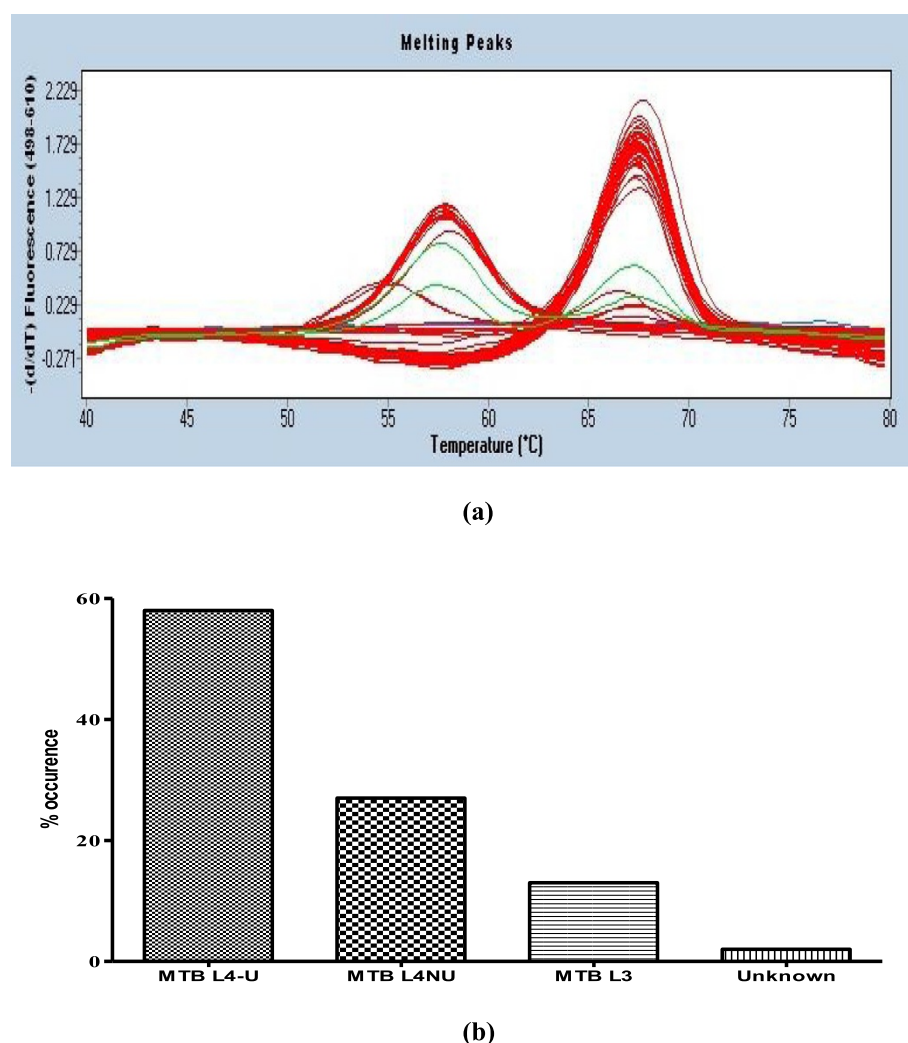 Melting Peaks
-(d/dT) Fluorescence (498-610)
2.229
1.729
1.229
0.729
0.229
-0.271
40 45 50 55 60 65 70 75 80
Temperature (°C)
(a)
% occurence
60
40
20
0
MTB L4-U MTB L4NU MTB L3 Unknown
(b)